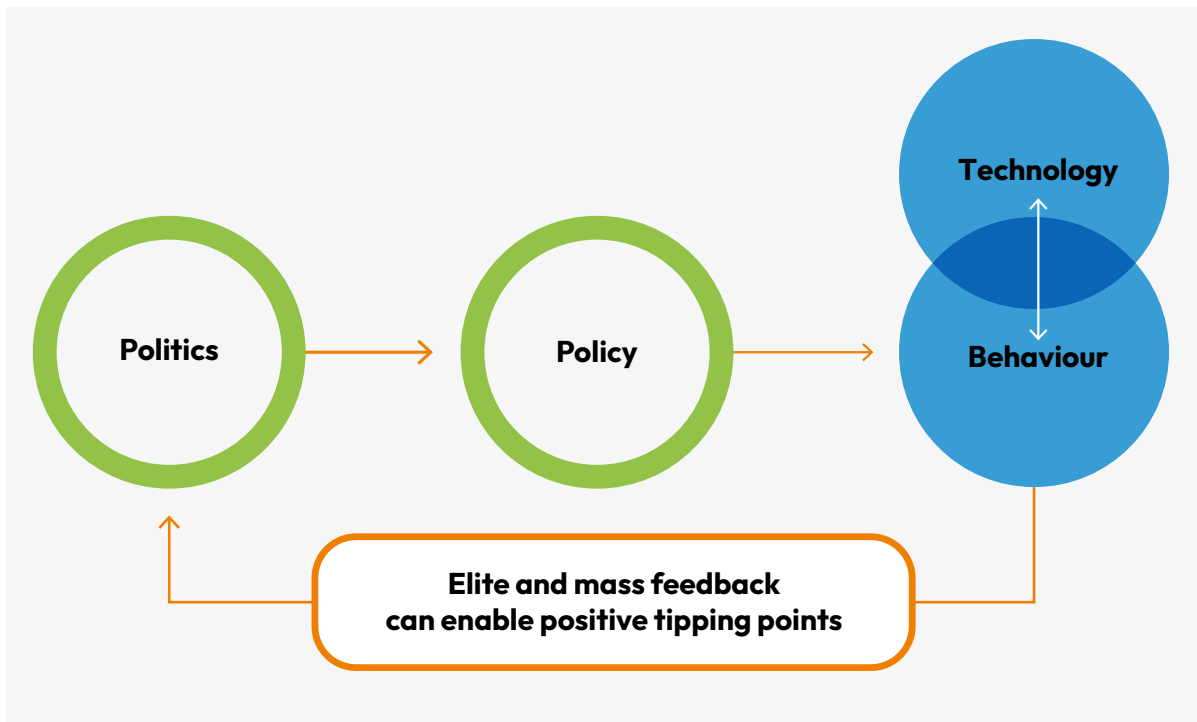 Technology
Politics
Policy
Behaviour
Elite and mass feedback
can enable positive tipping points